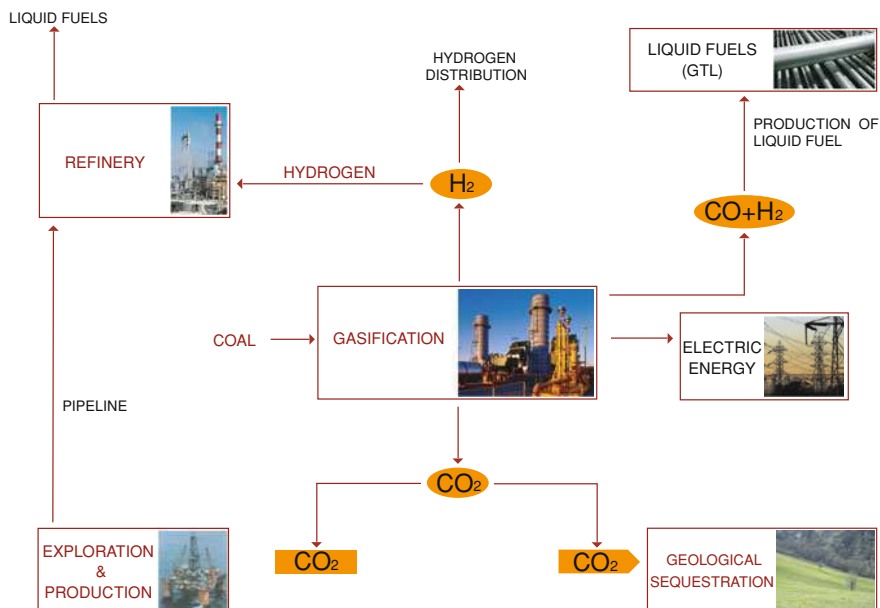 LIQUID FUELS
HYDROGEN
DISTRIBUTION
LIQUID FUELS
(GTL)
REFINERY
HYDROGEN
H₂
PRODUCTION OF
LIQUID FUEL
CO+H₂
COAL
GASIFICATION
ELECTRIC
ENERGY
PIPELINE
CO₂
EXPLORATION
&
PRODUCTION
CO₂
CO₂
GEOLOGICAL
SEQUESTRATION